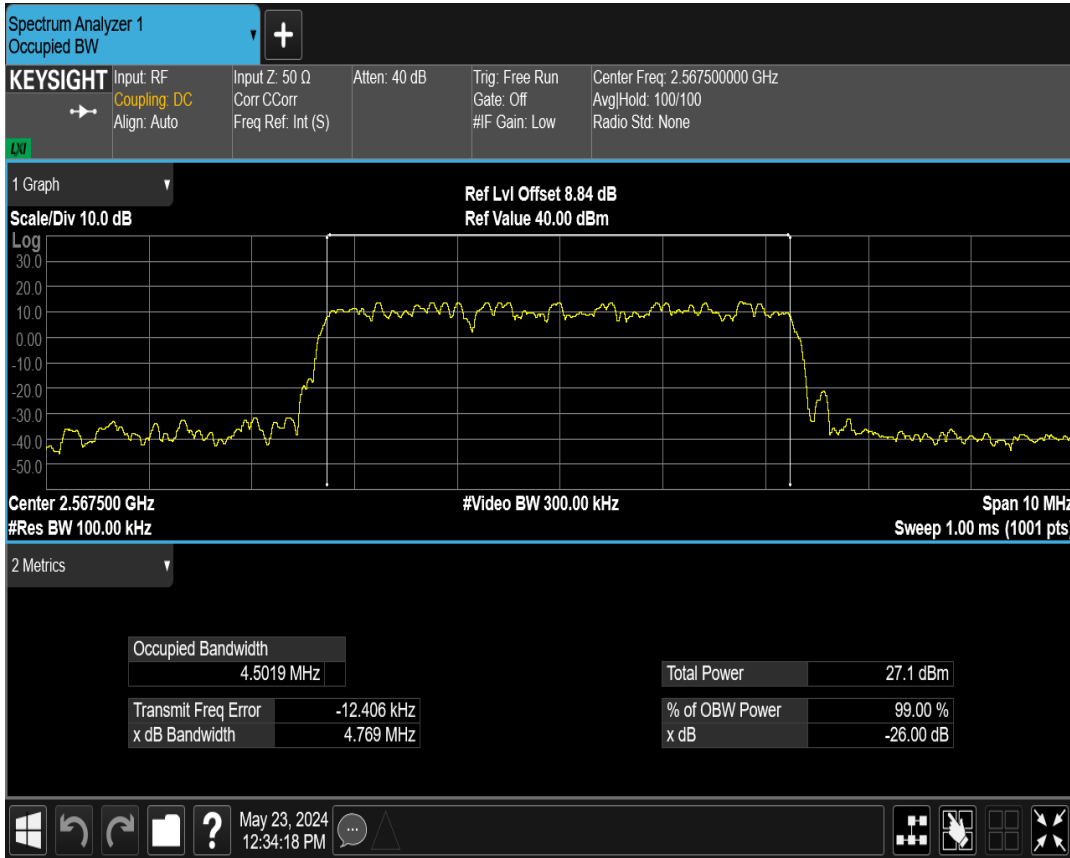 Spectrum Analyzer 1
Occupied BW
+
KEYSIGHT
LXI
Input: RF
Coupling: DC
Align: Auto
Input Z: 50 Ω
Corr CCorr
Freq Ref: Int (S)
Atten: 40 dB
Trig: Free Run
Gate: Off
#IF Gain: Low
Center Freq: 2.567500000 GHz
Avg|Hold: 100/100
Radio Std: None
1 Graph
Scale/Div 10.0 dB
Ref Lvl Offset 8.84 dB
Ref Value 40.00 dBm
Log
30.0
20.0
10.0
0.00
-10.0
-20.0
-30.0
-40.0
-50.0
Center 2.567500 GHz
#Video BW 300.00 kHz
Span 10 MHz
#Res BW 100.00 kHz
Sweep 1.00 ms (1001 pts)
2 Metrics
Occupied Bandwidth
4.5019 MHz
Transmit Freq Error -12.406 kHz
x dB Bandwidth 4.769 MHz
Total Power 27.1 dBm
% of OBW Power 99.00 %
x dB -26.00 dB
?
May 23, 2024
12:34:18 PM